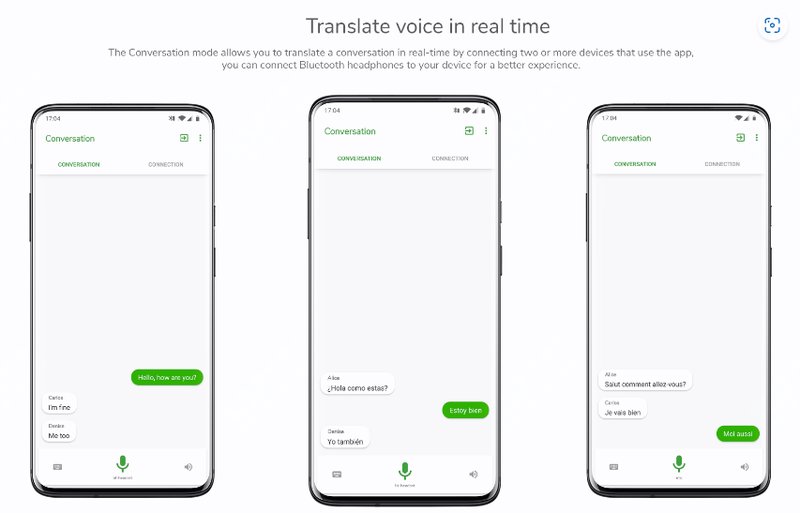 Translate voice in real time
The Conversation mode allows you to translate a conversation in real-time by connecting two or more devices that use the app,
you can connect Bluetooth headphones to your device for a better experience.
17:04
Conversation
CONVERSATION
CONNECTION
Hello, how are you?
Carlos
I'm fine
Denise
Me too
17:04
Conversation
CONVERSATION
CONNECTION
Alice
¿Hola como estas?
Estoy bien
Denise
Yo también
17:04
Conversation
CONVERSATION
CONNECTION
Alice
Salut comment allez-vous?
Carlos
Je vais bien
Moi aussi